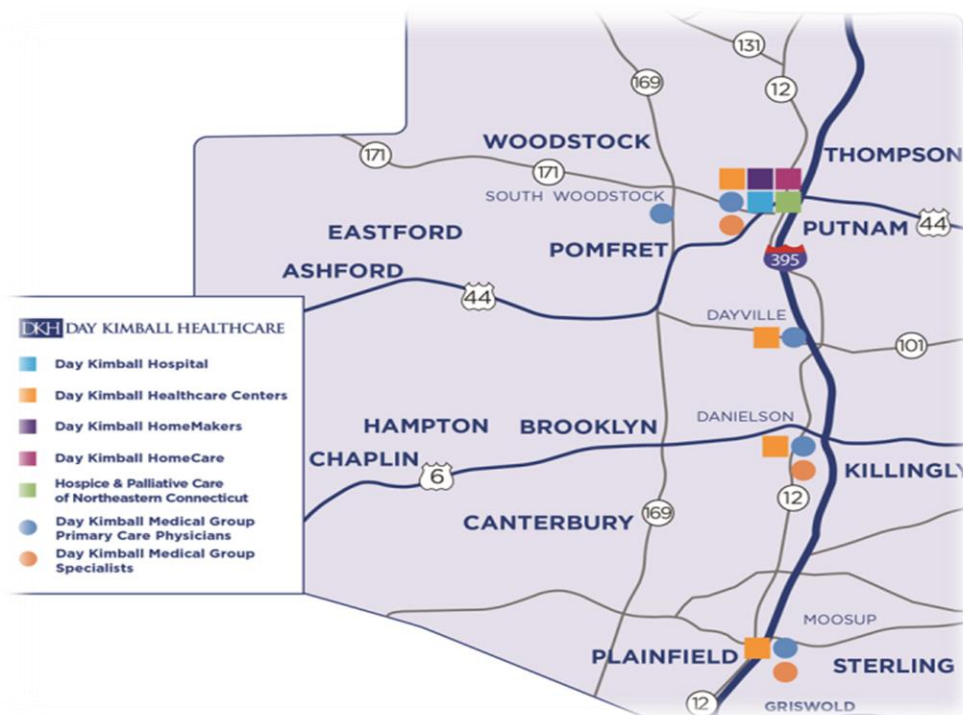 131
169
12
WOODSTOCK
THOMPSON
171
171
SOUTH WOODSTOCK
EASTFORD
PUTNAM
44
POMFRET
ASHFORD
395
44
DAYVILLE
101
DKH DAY KIMBALL HEALTHCARE
Day Kimball Hospital
Day Kimball Healthcare Centers
Day Kimball HomeMakers
Day Kimball HomeCare
Hospice & Palliative Care
of Northeastern Connecticut
Day Kimball Medical Group
Primary Care Physicians
Day Kimball Medical Group
Specialists
DANIELSON
HAMPTON
BROOKLYN
CHAPLIN
6
KILLINGLY
12
CANTERBURY
169
MOOSUP
PLAINFIELD
STERLING
12
GRISWOLD